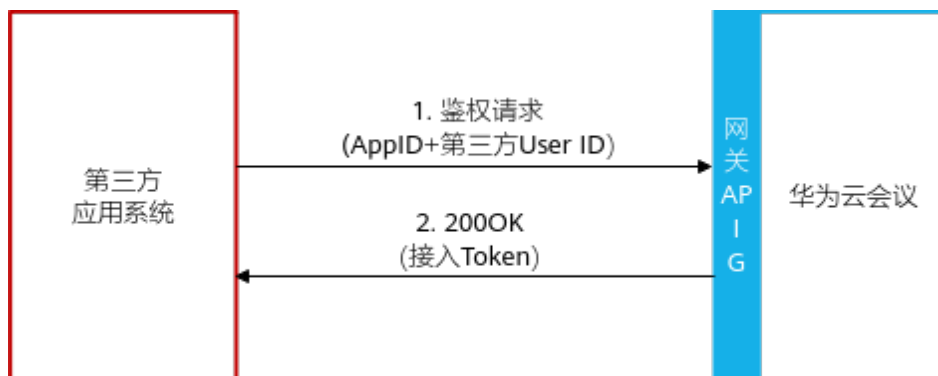 1. 鉴权请求
(AppID+第三方User ID)
第三方
应用系统
2. 200OK
(接入Token)
网
关
AP
I
G
华为云会议